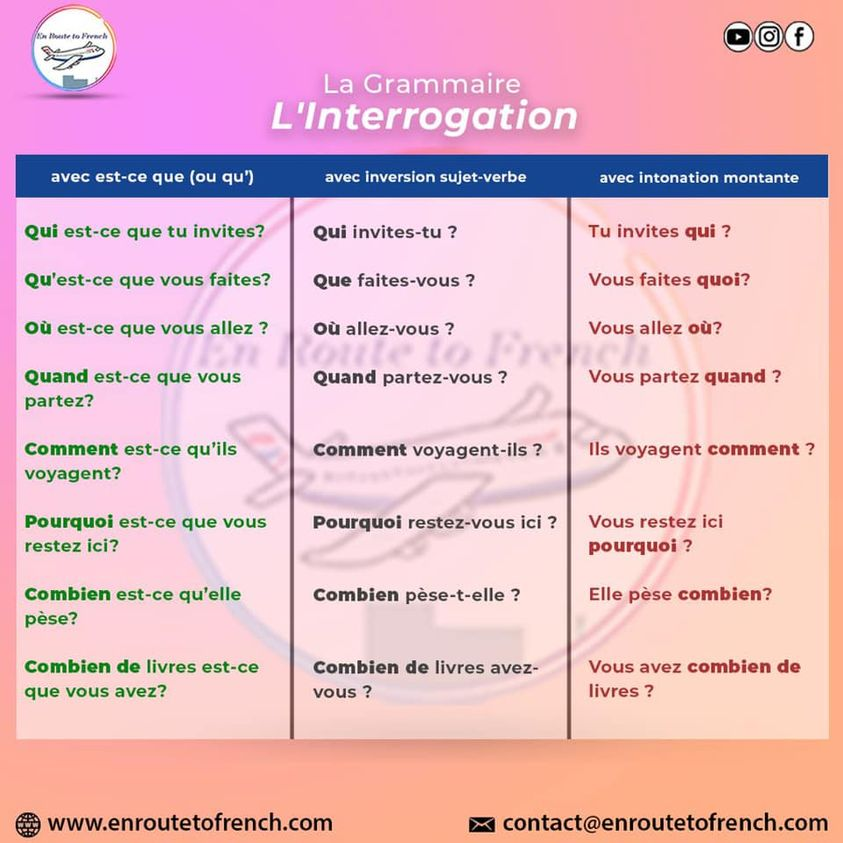 En Route to French
La Grammaire
L'Interrogation
avec est-ce que (ou qu’)
avec inversion sujet-verbe
avec intonation montante
Qui est-ce que tu invites?
Qui invites-tu ?
Tu invites qui ?
Qu’est-ce que vous faites?
Que faites-vous ?
Vous faites quoi?
Où est-ce que vous allez ?
Où allez-vous ?
Vous allez où?
En Route to French
Quand est-ce que vous
partez?
Quand partez-vous ?
Vous partez quand ?
Comment est-ce qu’ils
voyagent?
Comment voyagent-ils ?
Ils voyagent comment ?
Pourquoi est-ce que vous
restez ici?
Pourquoi restez-vous ici ?
Vous restez ici
pourquoi ?
Combien est-ce qu’elle
pèse?
Combien pèse-t-elle ?
Elle pèse combien?
Combien de livres est-ce
que vous avez?
Combien de livres avez-
vous ?
Vous avez combien de
livres ?
www.enroutetofrench.com
contact@enroutetofrench.com